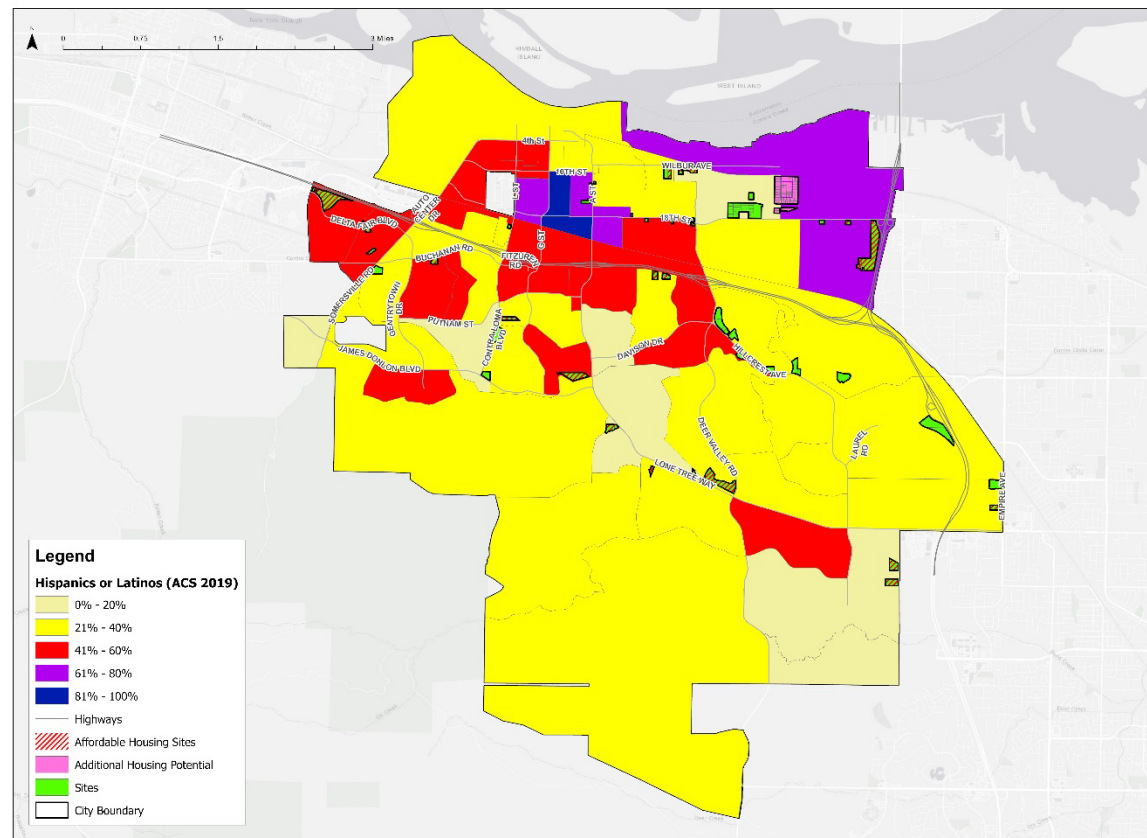 0 0.75 1.5 3 Miles
KIMBALL
ISLAND
WEST ISLAND
4th St
WILBUR AVE
10TH ST
L ST
A ST
18TH ST
G ST
AUTO
CENTER
DR
DELTA FAIR BLVD
BUCHANAN RD
FITZUREN
RD
SOMERSVILLE RD
GENTRYTOWN
DR
PUTNAM ST
CONTRA LOMA
BLVD
JAMES DONLON BLVD
DAVISON DR
HILLCREST AVE
DEER VALLEY RD
LAUREL
RD
LONE TREE WAY
EMPIRE AVE
Legend
Hispanics or Latinos (ACS 2019)
0% - 20%
21% - 40%
41% - 60%
61% - 80%
81% - 100%
Highways
Affordable Housing Sites
Additional Housing Potential
Sites
City Boundary